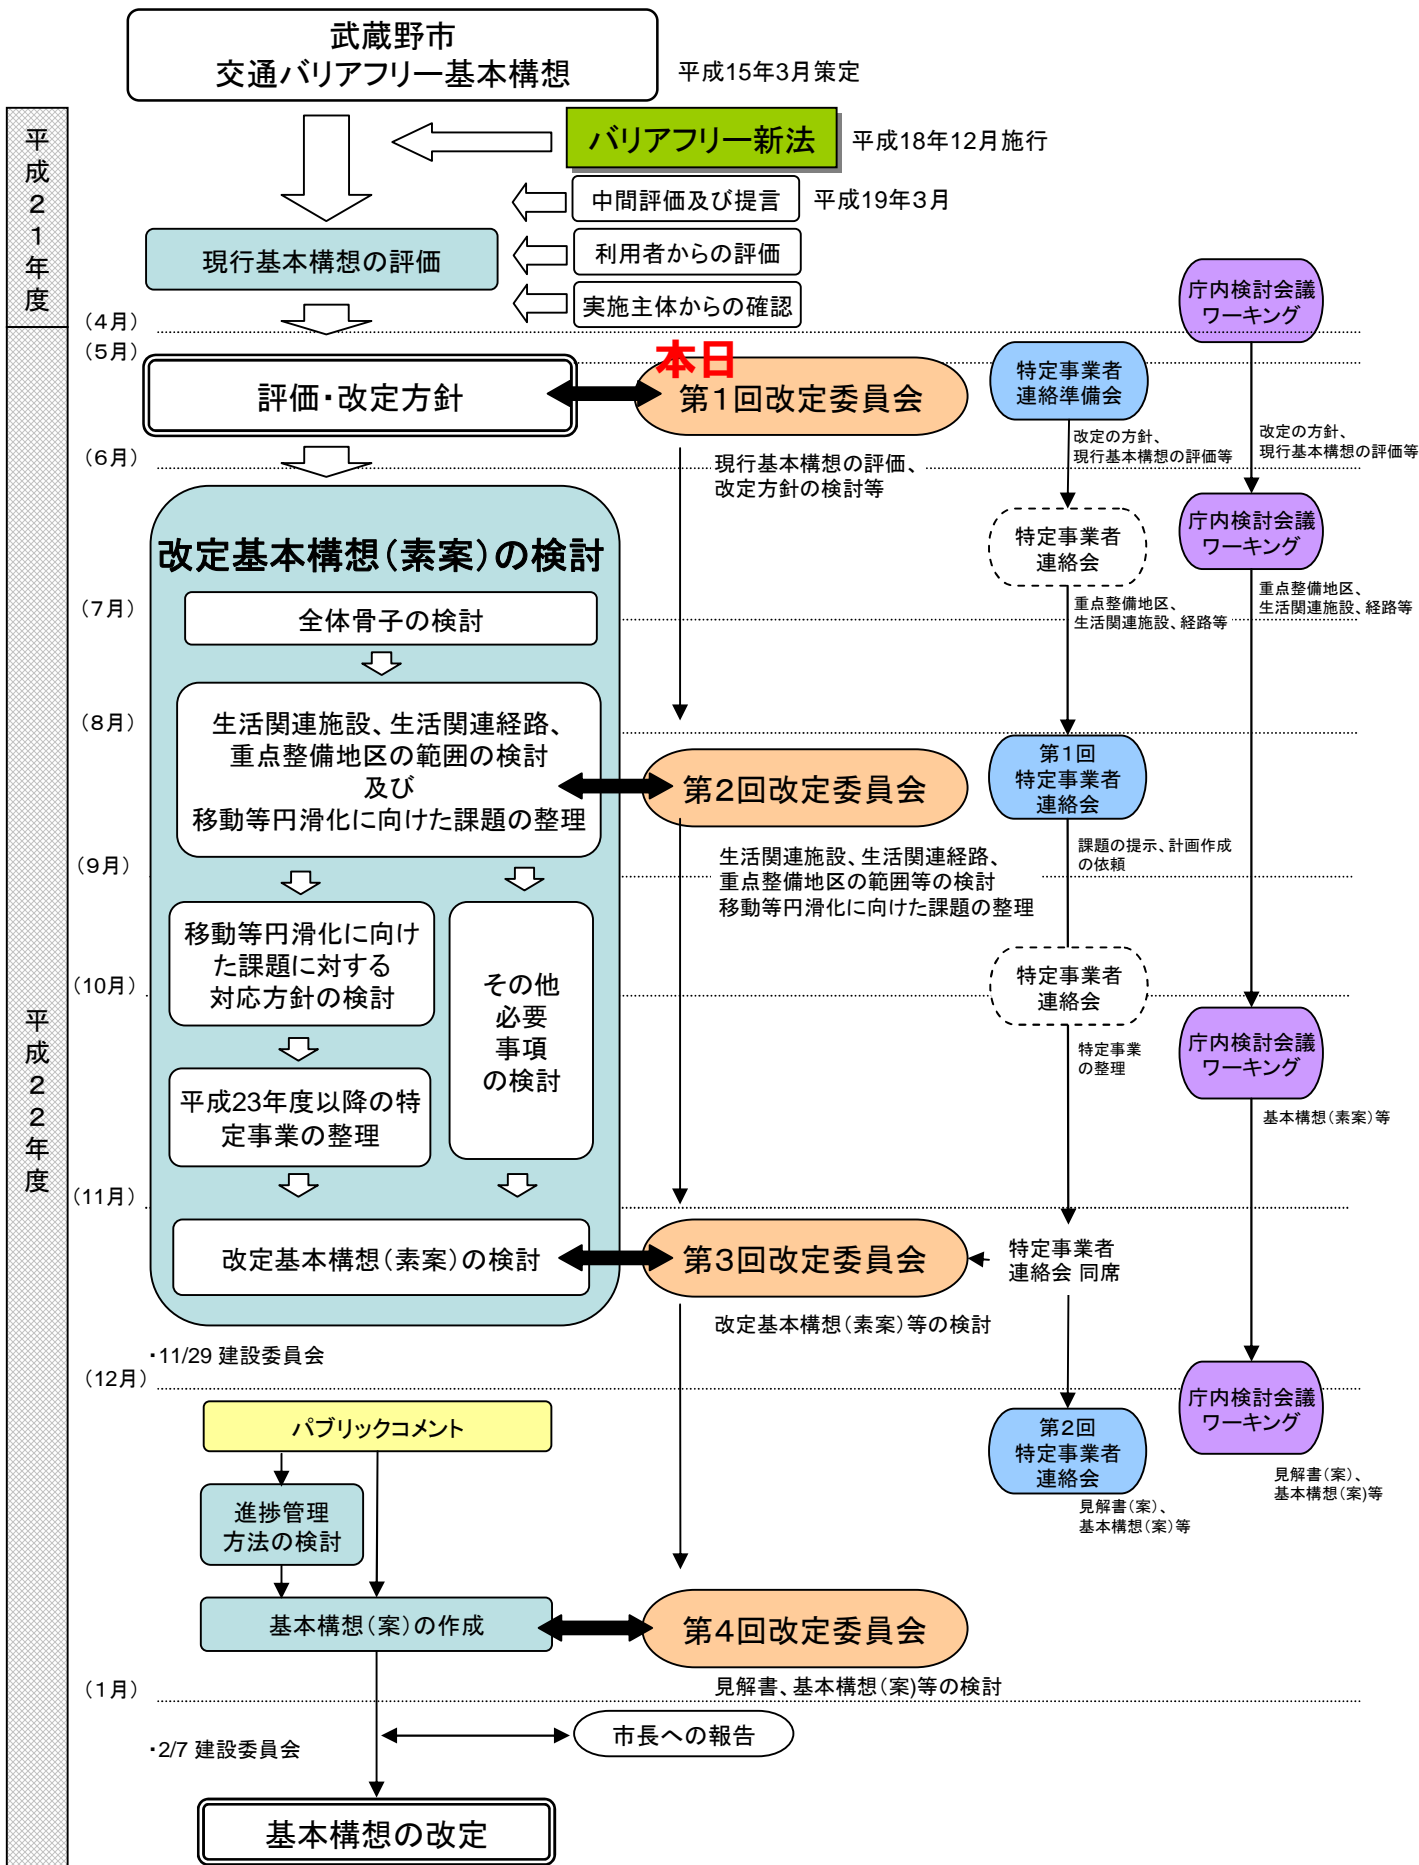 武蔵野市
交通バリアフリー基本構想
平成15年3月策定
平成21年度
バリアフリー新法
平成18年12月施行
中間評価及び提言
平成19年3月
現行基本構想の評価
利用者からの評価
実施主体からの確認
庁内検討会議
ワーキング
（4月）
（5月）
本日
評価・改定方針
第1回改定委員会
特定事業者
連絡準備会
改定の方針、
現行基本構想の評価等
改定の方針、
現行基本構想の評価等
（6月）
現行基本構想の評価、
改定方針の検討等
特定事業者
連絡会
庁内検討会議
ワーキング
改定基本構想（素案）の検討
（7月）
全体骨子の検討
重点整備地区、
生活関連施設、経路等
重点整備地区、
生活関連施設、経路等
（8月）
生活関連施設、生活関連経路、
重点整備地区の範囲の検討
及び
移動等円滑化に向けた課題の整理
第2回改定委員会
第1回
特定事業者
連絡会
（9月）
生活関連施設、生活関連経路、
重点整備地区の範囲等の検討
移動等円滑化に向けた課題の整理
課題の提示、計画作成
の依頼
移動等円滑化に向け
た課題に対する
対応方針の検討
その他
必要
事項
の検討
特定事業者
連絡会
（10月）
平成22年度
特定事業
の整理
庁内検討会議
ワーキング
平成23年度以降の特
定事業の整理
基本構想（素案）等
（11月）
改定基本構想（素案）の検討
第3回改定委員会
特定事業者
連絡会 同席
改定基本構想（素案）等の検討
・11/29 建設委員会
（12月）
パブリックコメント
第2回
特定事業者
連絡会
庁内検討会議
ワーキング
見解書（案）、
基本構想（案）等
見解書（案）、
基本構想（案)等
進捗管理
方法の検討
基本構想（案）の作成
第4回改定委員会
（1月）
見解書、基本構想（案)等の検討
市長への報告
・2/7 建設委員会
基本構想の改定